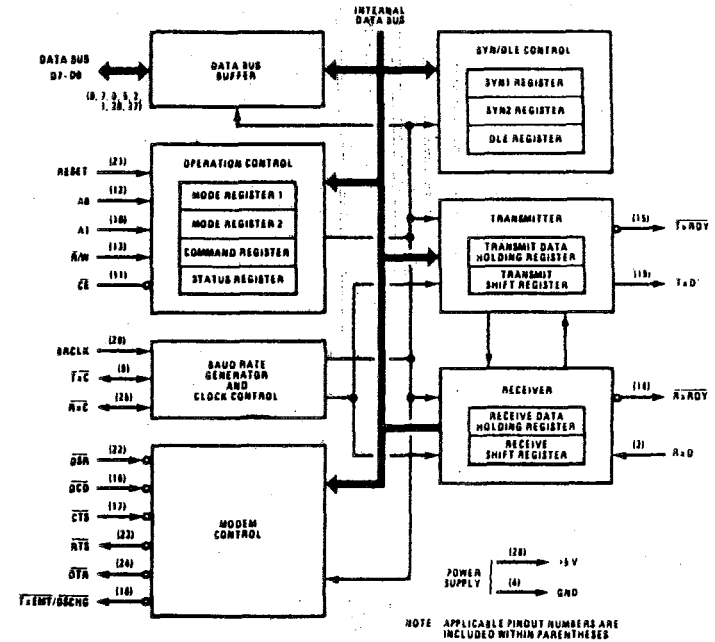 INTERNAL
DATA BUS
DATA BUS
D7-D0
DATA BUS
BUFFER
SYN/DLE CONTROL
SYN1 REGISTER
SYN2 REGISTER
DLE REGISTER
RESET
(21)
A0
(12)
A1
(10)
R/W
(13)
CE
(11)
OPERATION CONTROL
MODE REGISTER 1
MODE REGISTER 2
COMMAND REGISTER
STATUS REGISTER
TRANSMITTER
TRANSMIT DATA
HOLDING REGISTER
TRANSMIT
SHIFT REGISTER
(15)
TxRDY
(19)
TxD
BRCLK
(20)
TxC
(9)
RxC
(25)
BAUD RATE
GENERATOR
AND
CLOCK CONTROL
RECEIVER
RECEIVE DATA
HOLDING REGISTER
RECEIVE
SHIFT REGISTER
(14)
RxRDY
(3)
RxD
DSR
(22)
DCD
(16)
CTS
(17)
RTS
(23)
DTR
(24)
TxEMT/DSCHG
(18)
MODEM
CONTROL
POWER
SUPPLY
+5 V
(4)
GND
NOTE APPLICABLE PINOUT NUMBERS ARE
INCLUDED WITHIN PARENTHESES